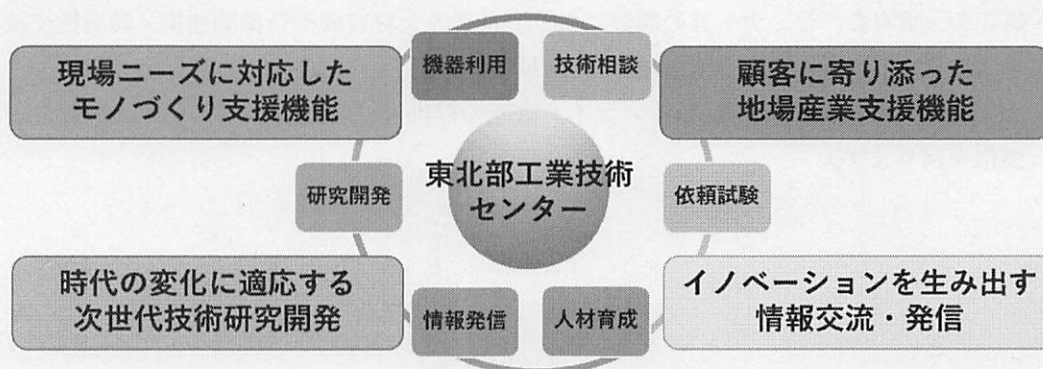 機器利用
技術相談
現場ニーズに対応した
モノづくり支援機能
顧客に寄り添った
地場産業支援機能
研究開発
東北部工業技術
センター
依頼試験
時代の変化に適応する
次世代技術研究開発
イノベーションを生み出す
情報交流・発信
情報発信
人材育成